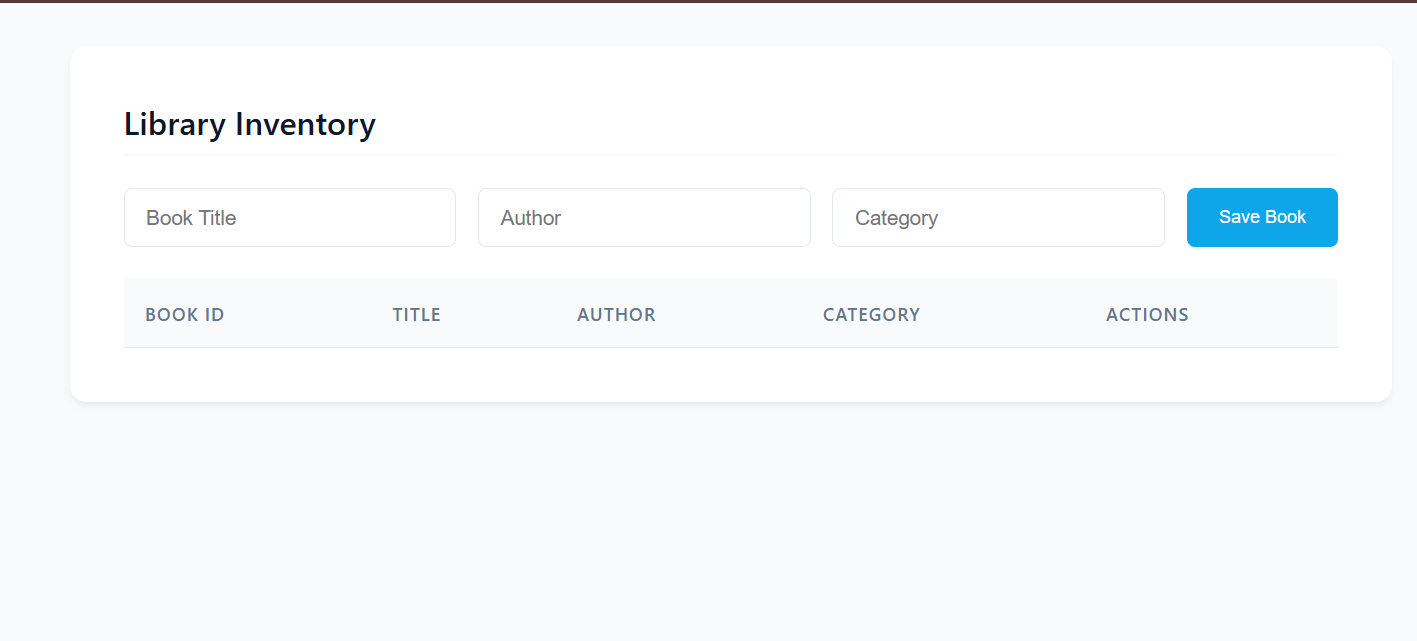 Library Inventory
Book Title Author Category Save Book
BOOK ID TITLE AUTHOR CATEGORY ACTIONS